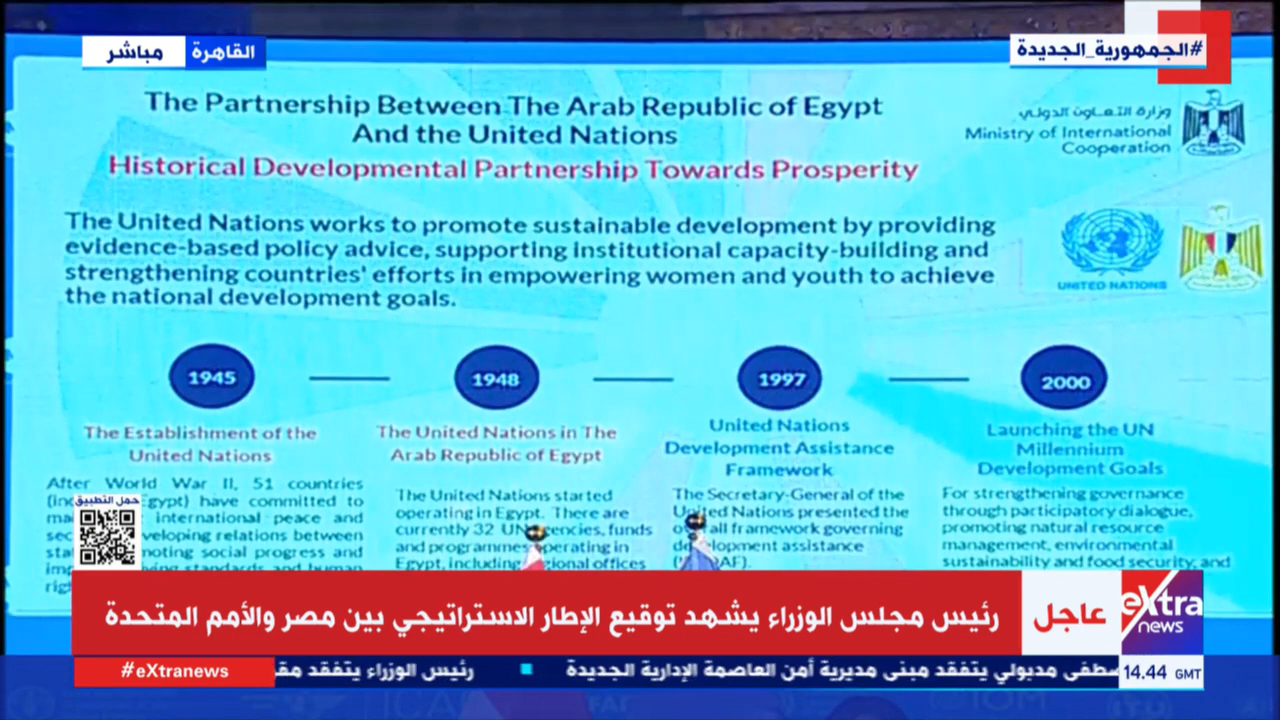 القاهرة مباشر
#الجمهورية_الجديدة
The Partnership Between The Arab Republic of Egypt
And the United Nations
Historical Developmental Partnership Towards Prosperity
وزارة التعاون الدولي
Ministry of International
Cooperation
The United Nations works to promote sustainable development by providing
evidence-based policy advice, supporting institutional capacity-building and
strengthening countries' efforts in empowering women and youth to achieve
the national development goals.
UNITED NATIONS
1945
The Establishment of the
United Nations
After World War II, 51 countries
Egypt) have committed to
international peace and
relations between
social progress and
1948
The United Nations in The
Arab Republic of Egypt
The United Nations started
operating in Egypt. There are
currently 32 UN funds
and programmes operating in
Egypt, including offices
1997
United Nations
Development Assistance
Framework
The Secretary-General of the
United Nations presented the
framework governing
assistance
2000
Launching the UN
Millennium
Development Goals
For strengthening governance
through participatory dialogue,
promoting natural resource
management, environmental
sustainability and food security, and
حمل التطبيق
عاجل
رئيس مجلس الوزراء يشهد توقيع الإطار الاستراتيجي بين مصر والأمم المتحدة
eXtra
news
#eXtranews
مدبولي يتفقد مبنى مديرية أمن العاصمة الإدارية الجديدة ■ رئيس الوزراء يتفقد
14.44 GMT